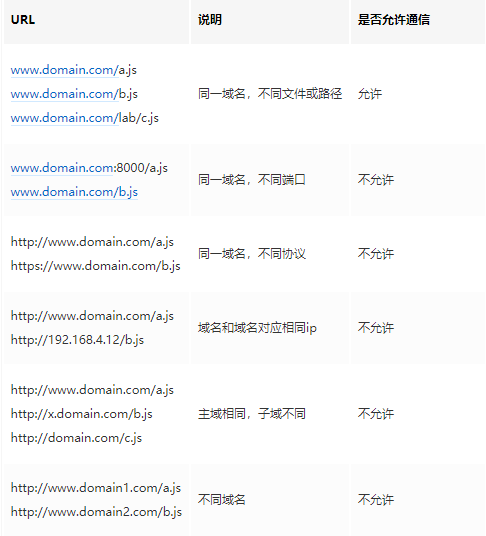 URL 说明 是否允许通信
www.domain.com/a.js
www.domain.com/b.js 同一域名，不同文件或路径 允许
www.domain.com/lab/c.js
www.domain.com:8000/a.js
同一域名，不同端口 不允许
www.domain.com/b.js
http://www.domain.com/a.js
同一域名，不同协议 不允许
https://www.domain.com/b.js
http://www.domain.com/a.js
域名和域名对应相同ip 不允许
http://192.168.4.12/b.js
http://www.domain.com/a.js
http://x.domain.com/b.js 主域相同，子域不同 不允许
http://domain.com/c.js
http://www.domain1.com/a.js
不同域名 不允许
http://www.domain2.com/b.js